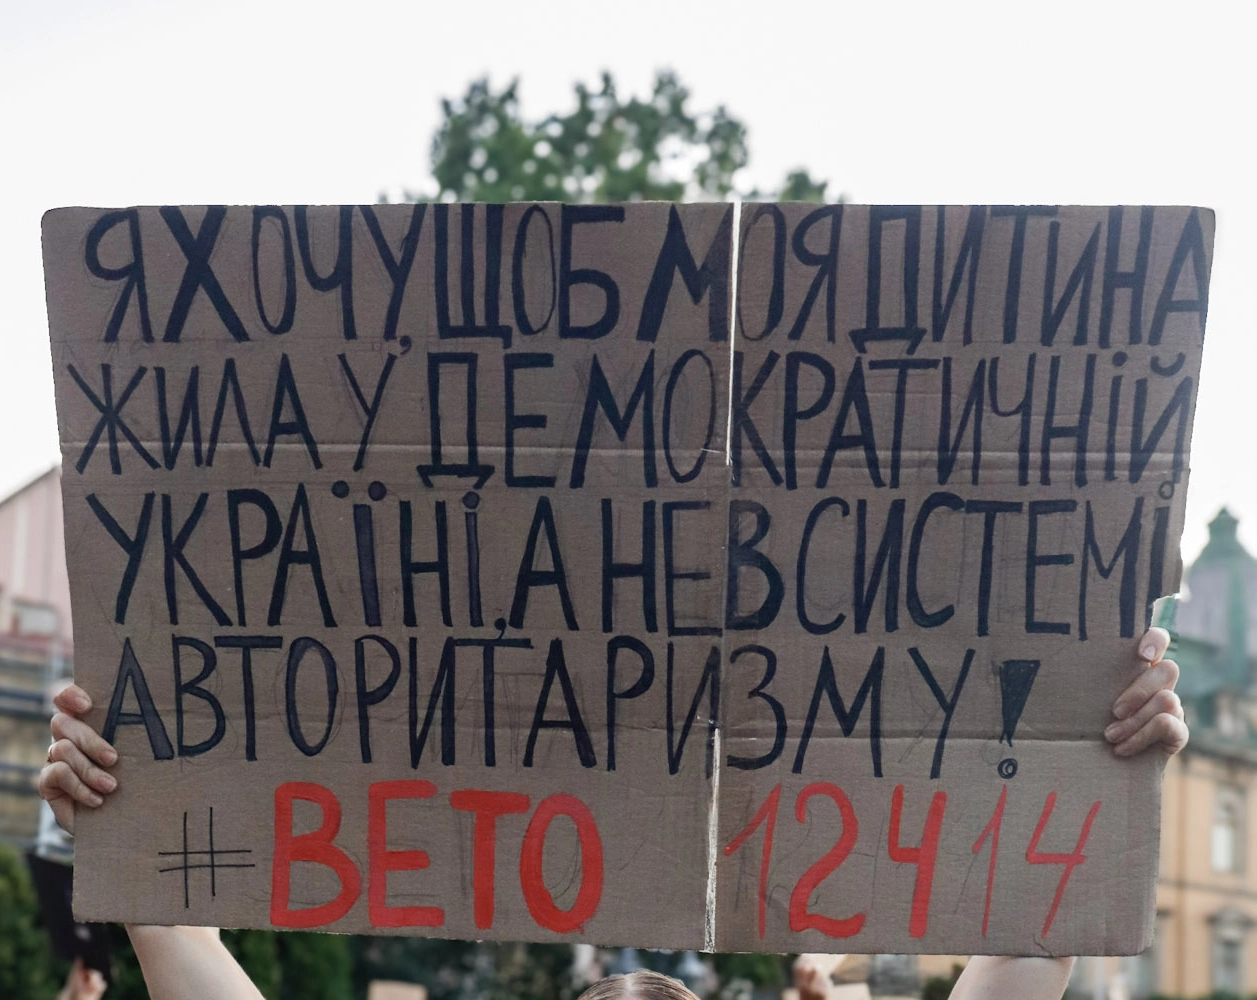 Я ХОЧУ, ЩОБ МОЯ ДИТИНА
ЖИЛА У ДЕМОКРАТИЧНІЙ
УКРАЇНІ, А НЕ В СИСТЕМІ
АВТОРИТАРИЗМУ!
# ВЕТО 12414